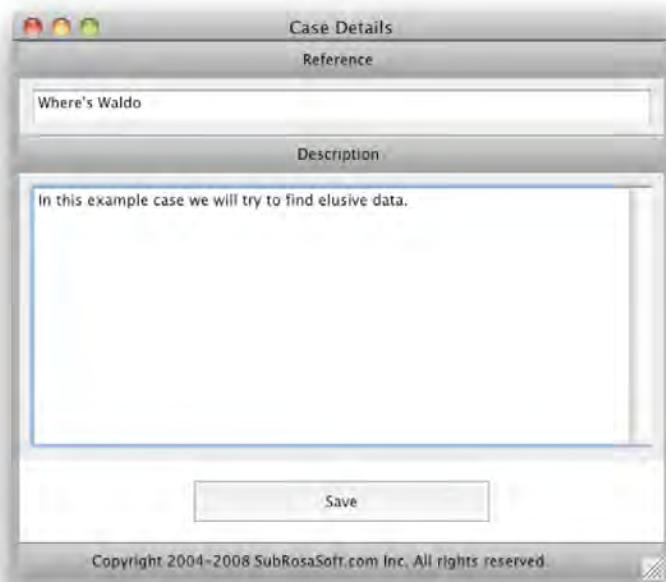 Case Details
Reference
Where's Waldo
Description
In this example case we will try to find elusive data.
Save
Copyright 2004-2008 SubRosaSoft.com Inc. All rights reserved.